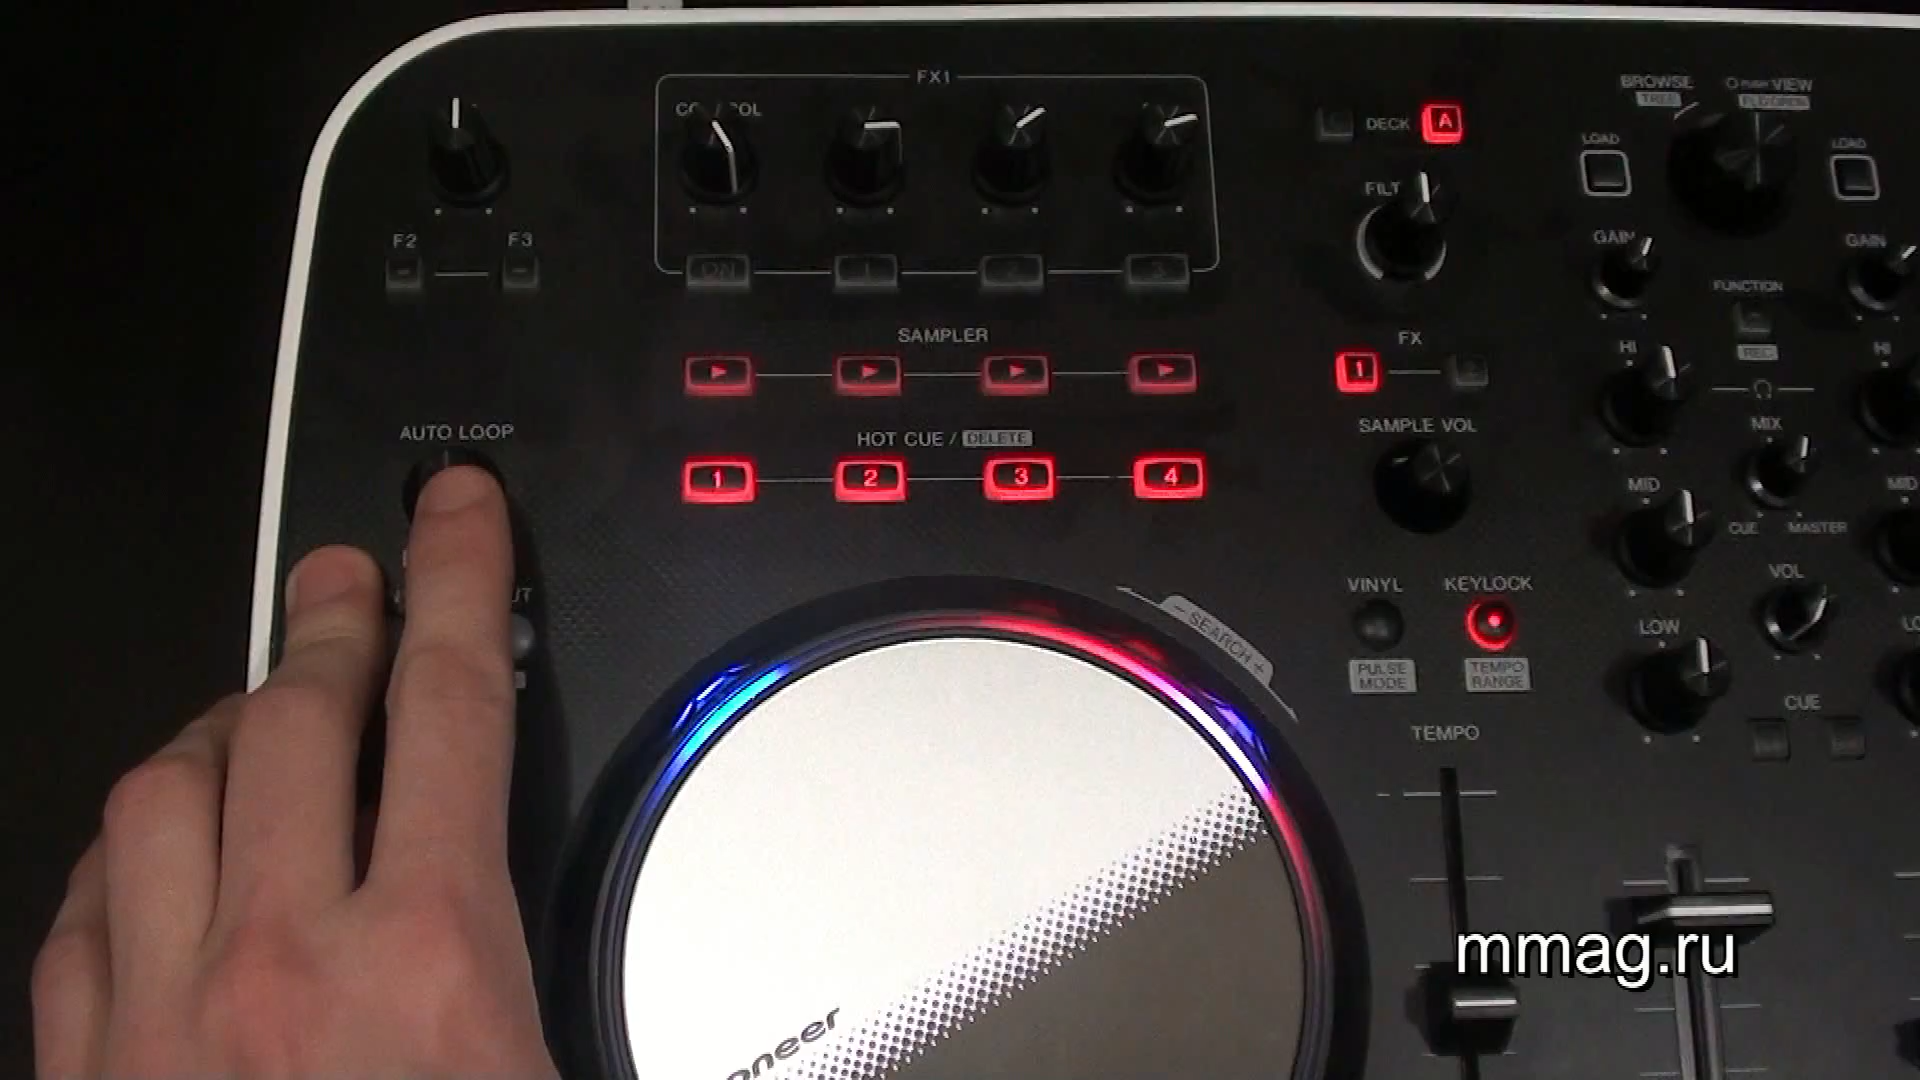 FX1
BROWSE
VIEW
TREE
DECK
A
LOAD
LOAD
F2
F3
ON
1
2
3
GAIN
GAIN
FUNCTION
REC
SAMPLER
FX
1
2
HI
HI
AUTO LOOP
HOT CUE / DELETE
SAMPLE VOL
MIX
1
2
3
4
MID
MID
CUE
MASTER
VINYL
KEYLOCK
VOL
- SEARCH +
LOW
PULSE MODE
TEMPO RANGE
CUE
TEMPO
mmag.ru